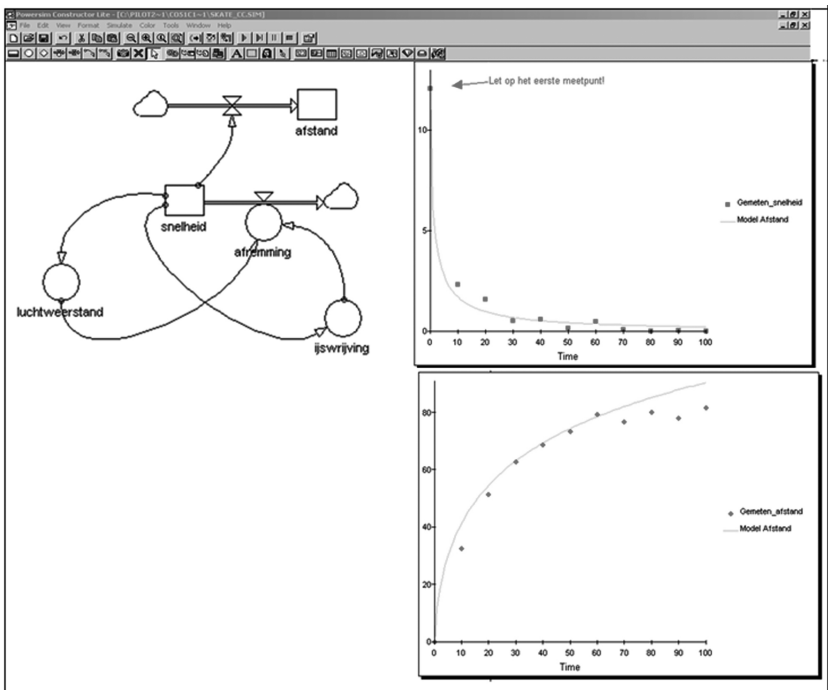 Powersim Constructor Lite - [C:\PILOT2~1\COS1C1~1\SKATE_CC.SIM]
File Edit View Format Simulate Color Tools Window Help
afstand
snelheid
afremming
luchtweerstand
ijswrijving
Let op het eerste meetpunt!
10
5
0
0 10 20 30 40 50 60 70 80 90 100
Time
Gemeten_snelheid
Model Afstand
80
60
40
20
0
0 10 20 30 40 50 60 70 80 90 100
Time
Gemeten_afstand
Model Afstand